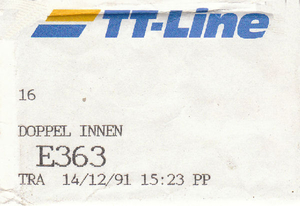 TT-Line
16
DOPPEL INNEN
E363
TRA 14/12/91 15:23 PP